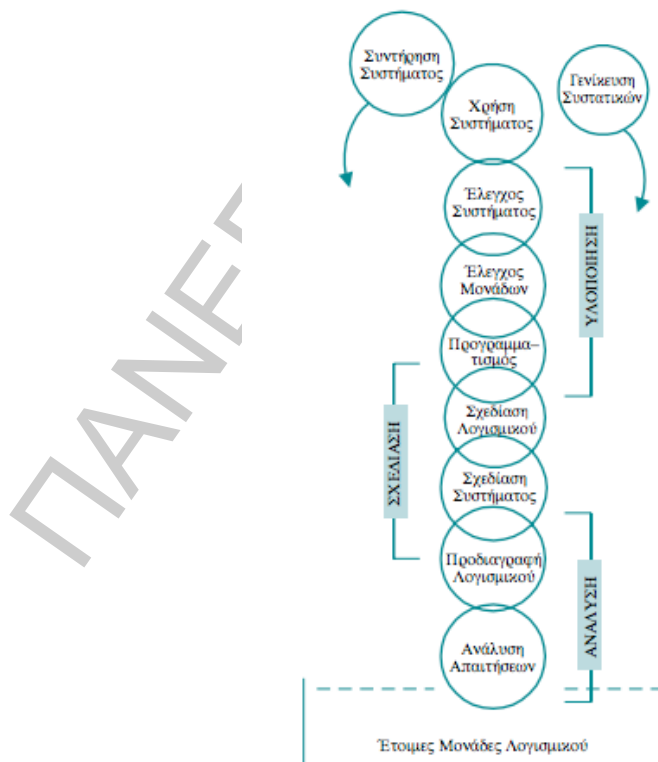 Συντήρηση
Συστήματος
Γενίκευση
Συστατικών
Χρήση
Συστήματος
Έλεγχος
Συστήματος
ΥΛΟΠΟΙΗΣΗ
Έλεγχος
Μονάδων
Προγραμμα–
τισμός
ΣΧΕΔΙΑΣΗ
Σχεδίαση
Λογισμικού
Σχεδίαση
Συστήματος
Προδιαγραφή
Λογισμικού
ΑΝΑΛΥΣΗ
Ανάλυση
Απαιτήσεων
Έτοιμες Μονάδες Λογισμικού